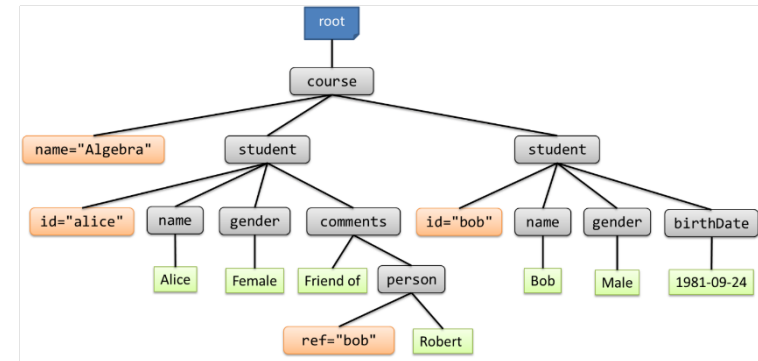 root
course
name="Algebra"
student
student
id="alice"
name
gender
comments
id="bob"
name
gender
birthDate
Alice
Female
Friend of
person
Bob
Male
1981-09-24
ref="bob"
Robert